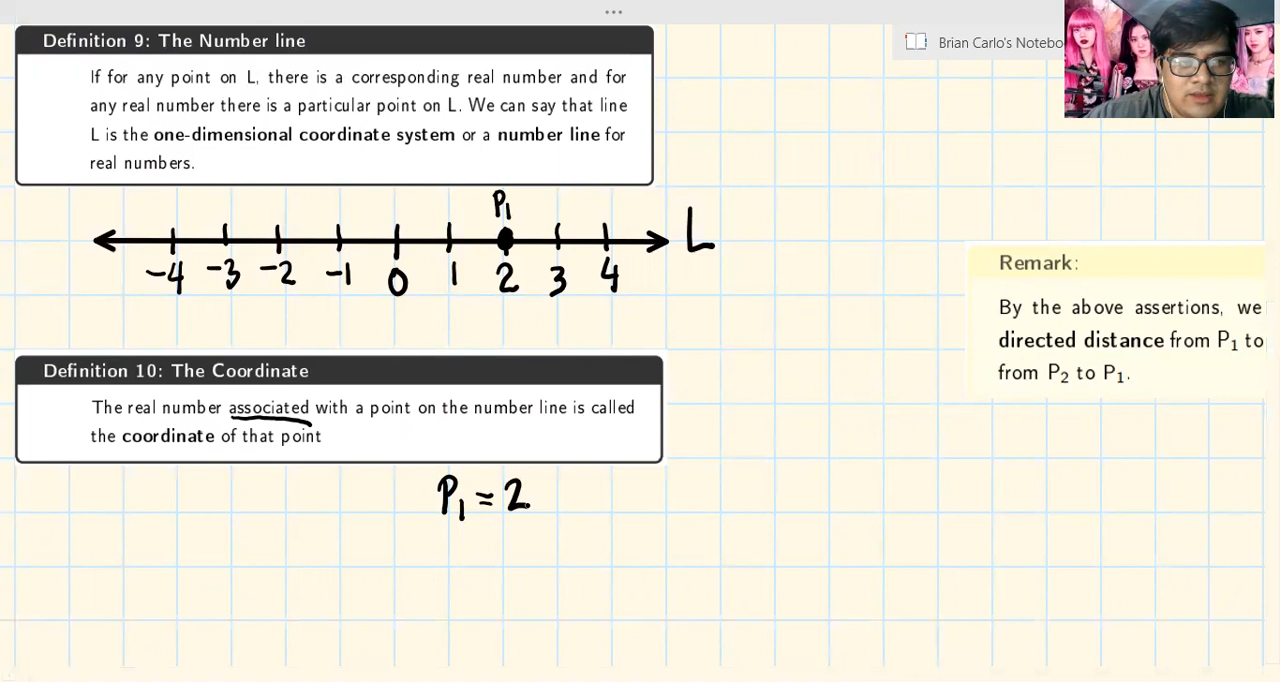 Definition 9: The Number line
If for any point on L, there is a corresponding real number and for
any real number there is a particular point on L. We can say that line
L is the one-dimensional coordinate system or a number line for
real numbers.
P1
L
-4 -3 -2 -1 0 1 2 3 4
Definition 10: The Coordinate
The real number associated with a point on the number line is called
the coordinate of that point
P1 = 2
Brian Carlo's Notebo
Remark:
By the above assertions, we
directed distance from P1 to
from P2 to P1.